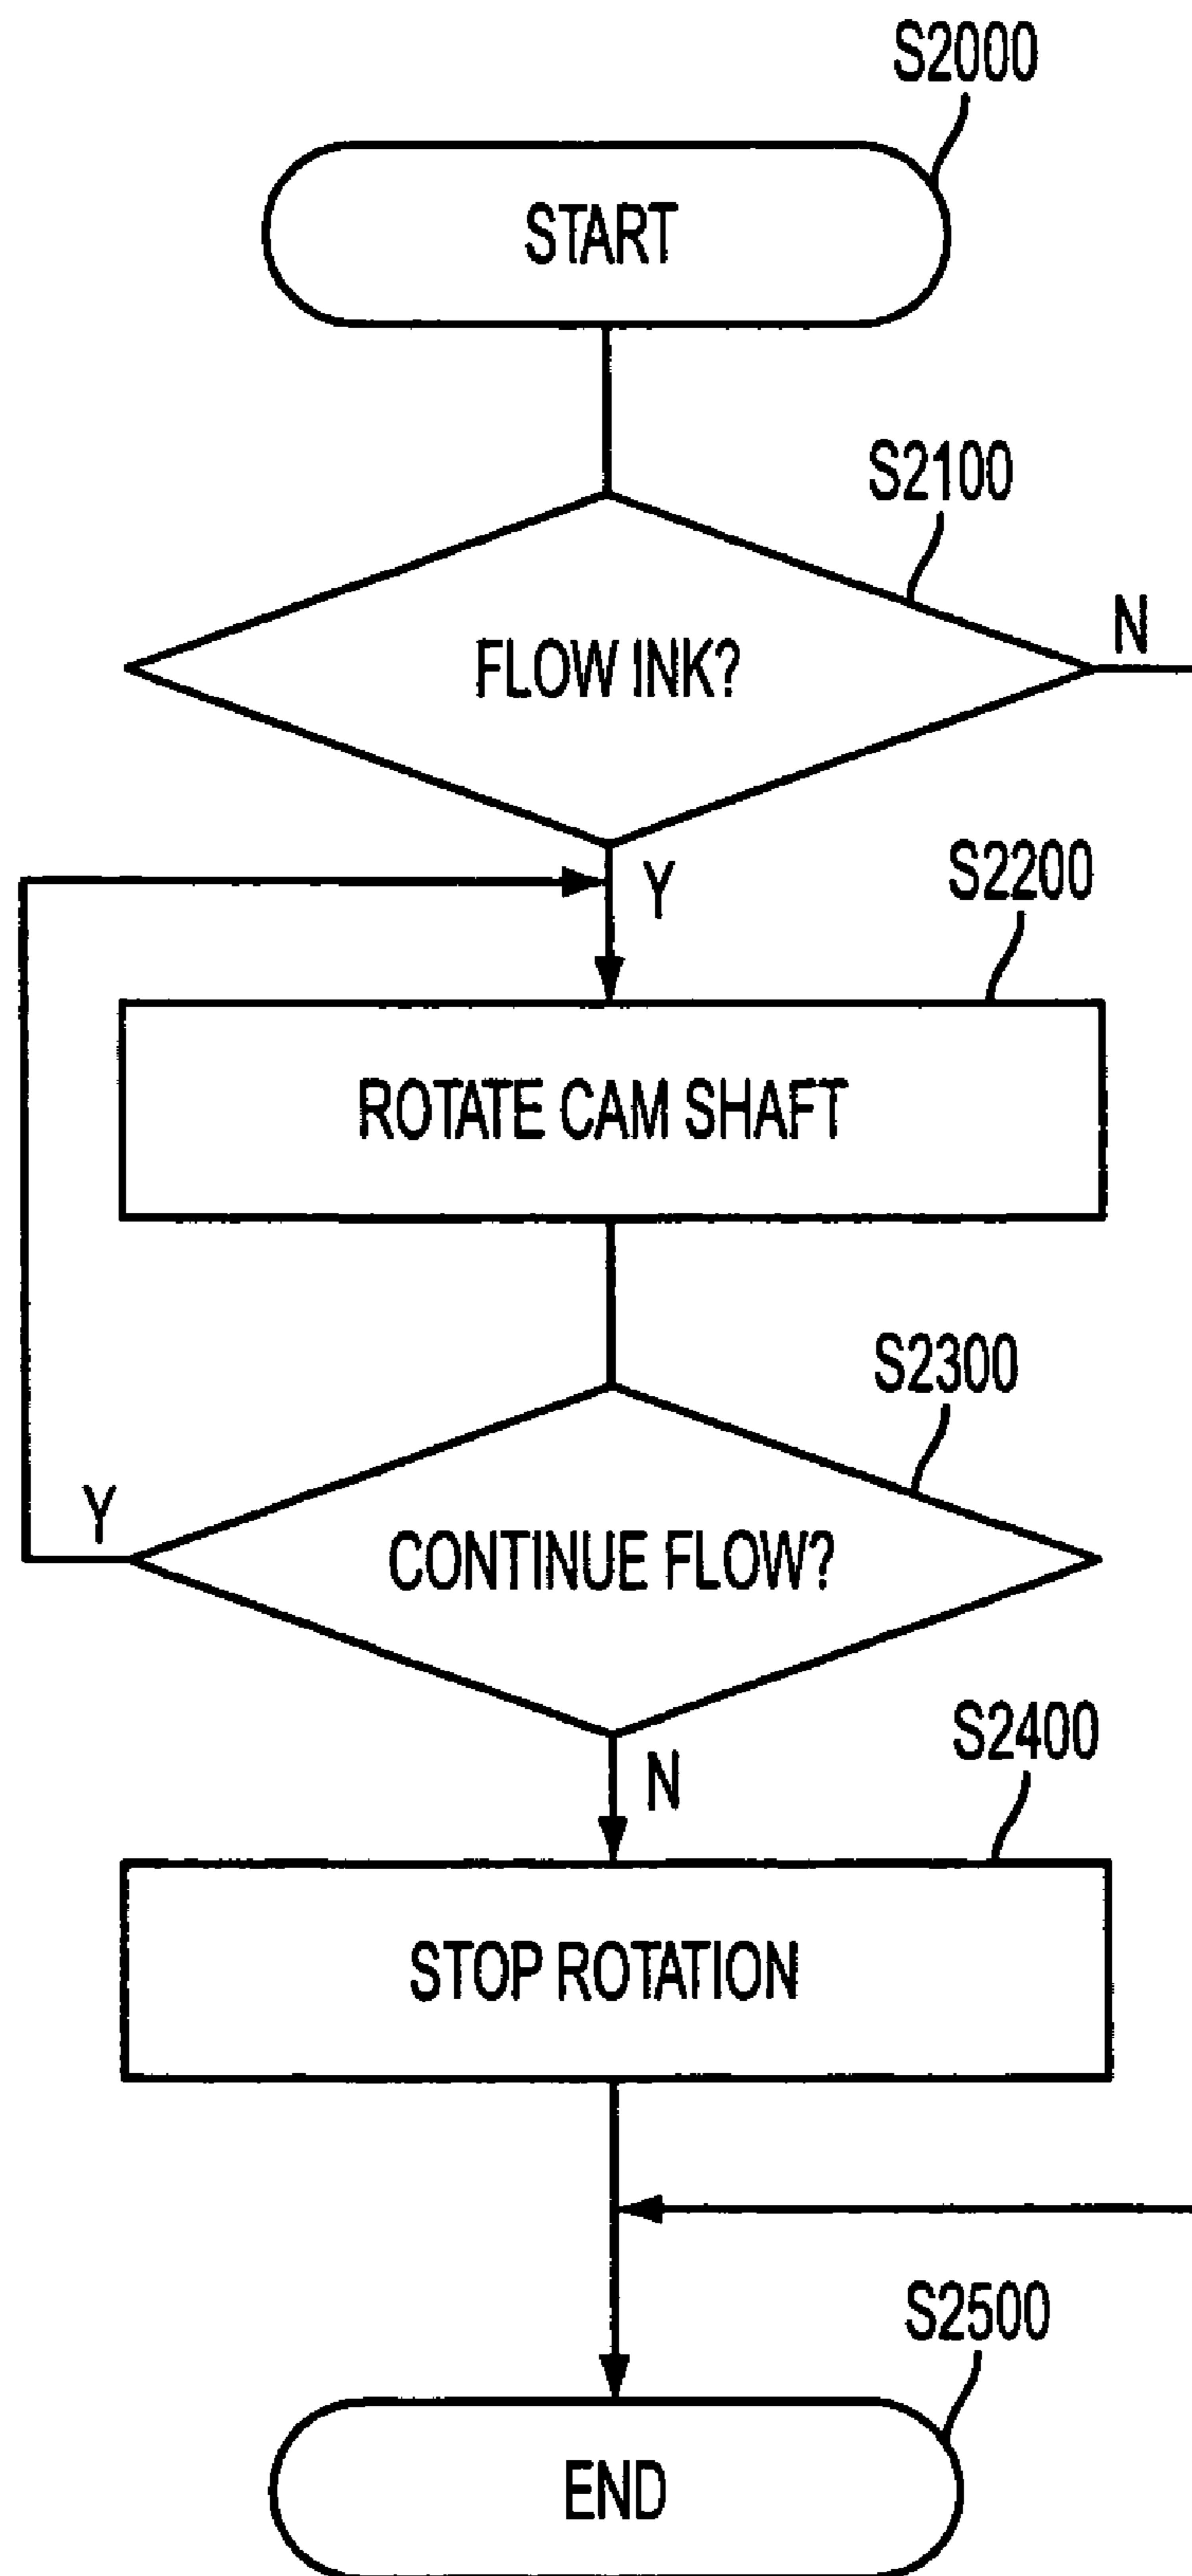 S2000
START
S2100
FLOW INK?
N
Y
S2200
ROTATE CAM SHAFT
S2300
Y
CONTINUE FLOW?
N
S2400
STOP ROTATION
S2500
END